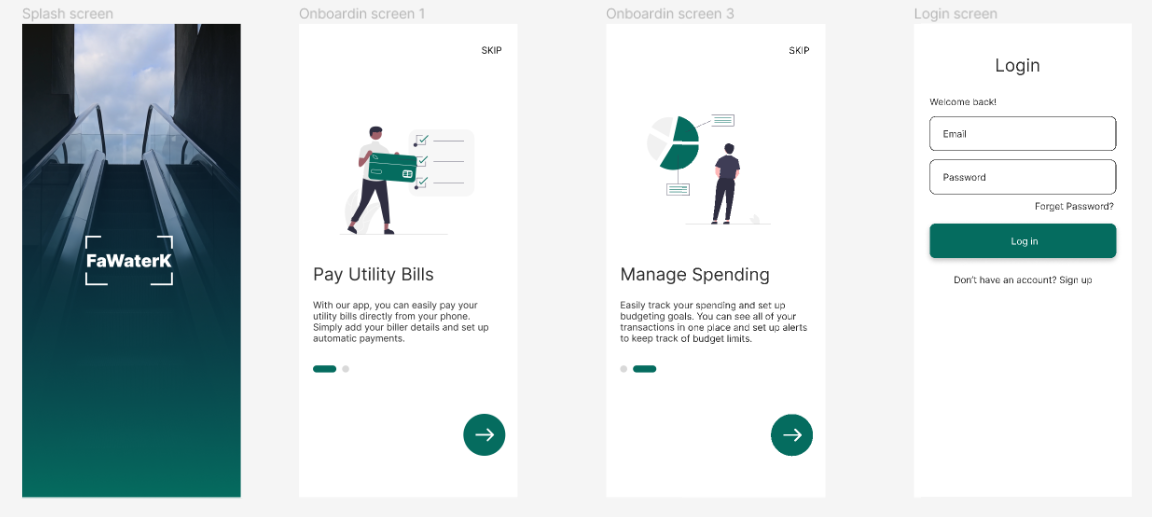 Splash screen
FaWaterK
Onboardin screen 1
SKIP
Pay Utility Bills
With our app, you can easily pay your
utility bills directly from your phone.
Simply add your biller details and set up
automatic payments.
Onboardin screen 3
SKIP
Manage Spending
Easily track your spending and set up
budgeting goals. You can see all of your
transactions in one place and set up alerts
to keep track of budget limits.
Login screen
Login
Welcome back!
Email
Password
Forget Password?
Log in
Don't have an account? Sign up